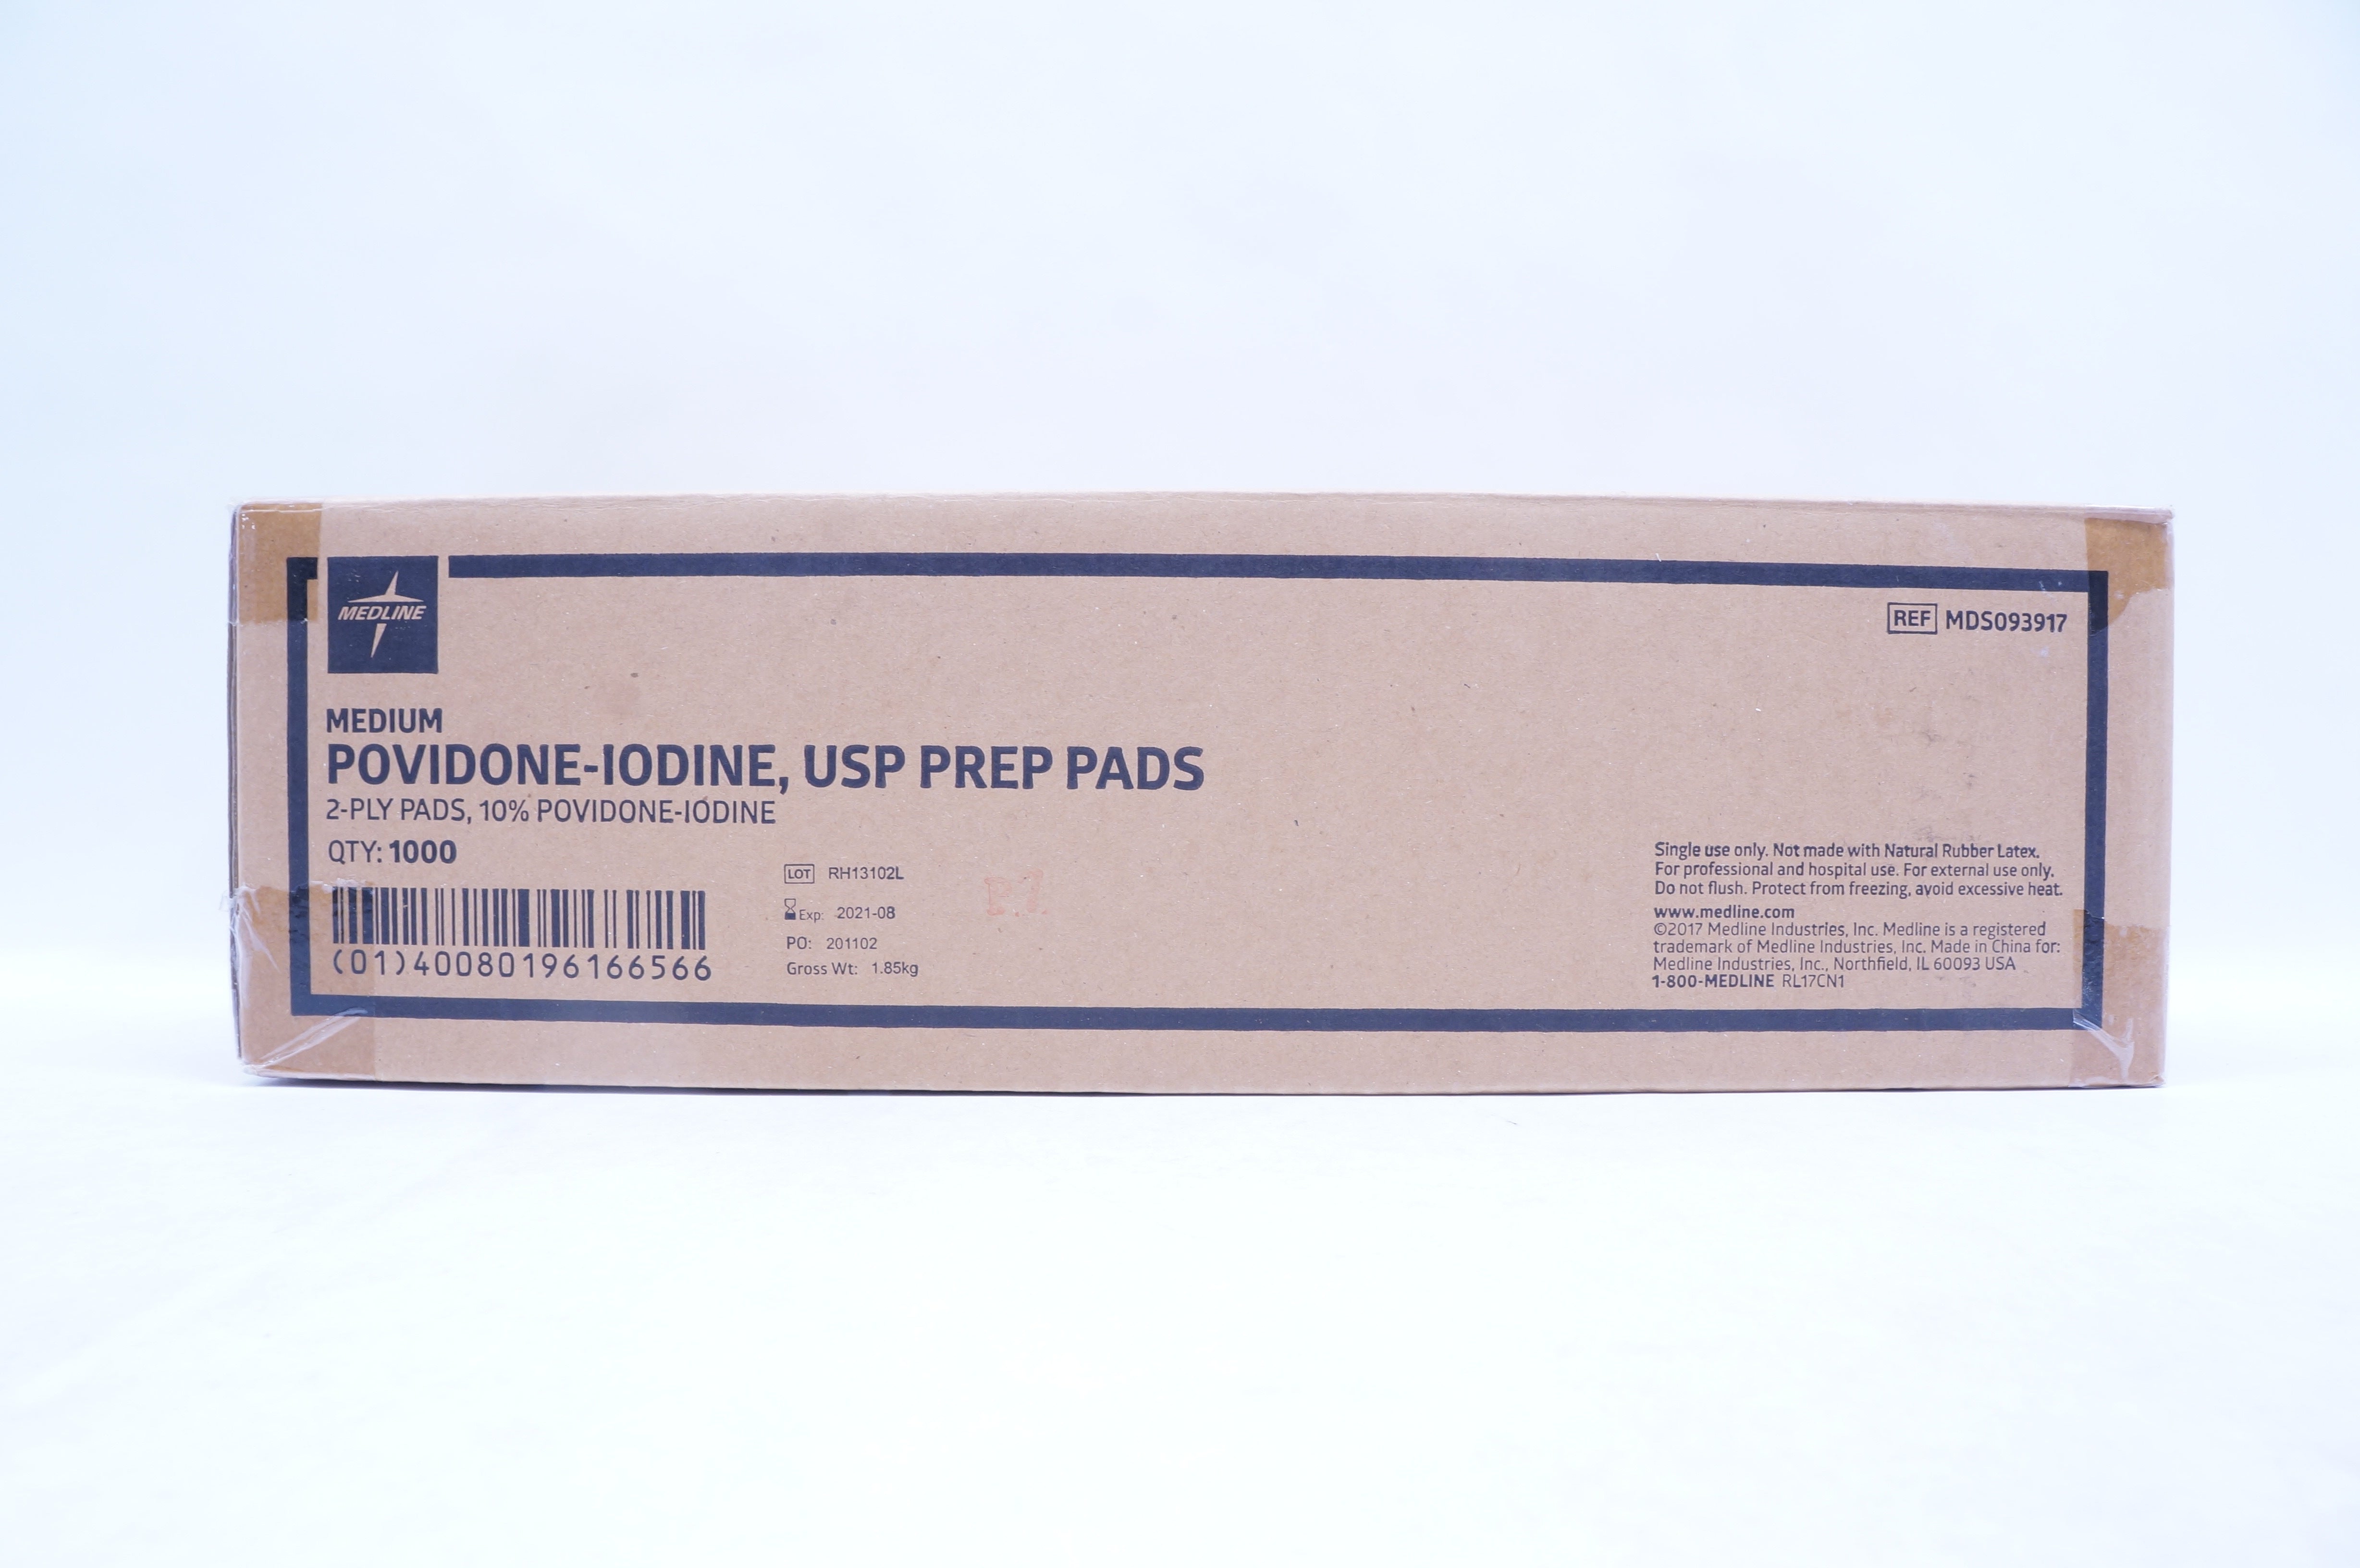 MEDLINE
REF MDS093917
MEDIUM
POVIDONE-IODINE, USP PREP PADS
2-PLY PADS, 10% POVIDONE-IODINE
QTY: 1000
(01)40080196166566
LOT RH13102L
Exp: 2021-08
PO: 201102
Gross Wt: 1.85kg
Single use only. Not made with Natural Rubber Latex.
For professional and hospital use. For external use only.
Do not flush. Protect from freezing, avoid excessive heat.
www.medline.com
©2017 Medline Industries, Inc. Medline is a registered
trademark of Medline Industries, Inc. Made in China for:
Medline Industries, Inc., Northfield, IL 60093 USA
1-800-MEDLINE RL17CN1